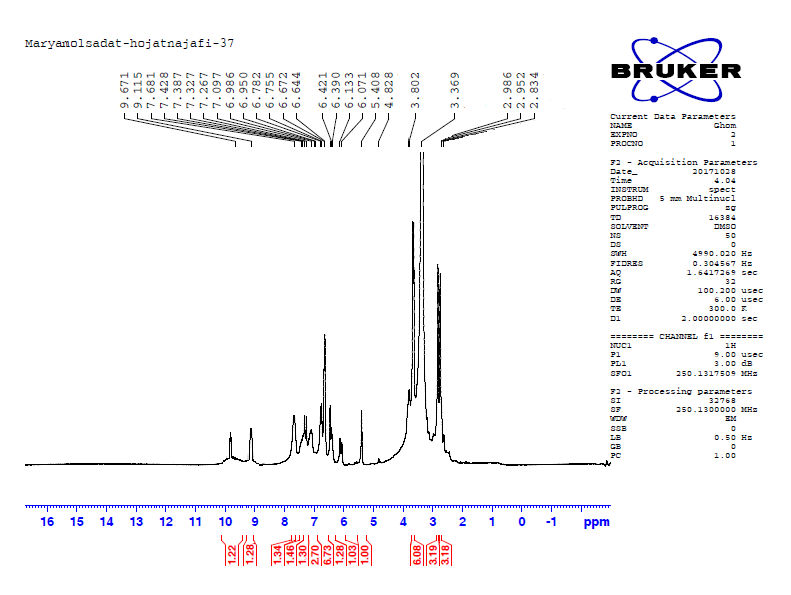 Maryamolsadat-hojatnajafi-37
9.671
9.115
7.681
7.428
7.387
7.327
7.267
7.097
6.986
6.950
6.782
6.755
6.672
6.644
6.421
6.390
6.133
6.071
5.408
4.828
3.802
3.369
2.986
2.952
2.834
BRUKER
Current Data Parameters
NAME Ghom
EXPNO 2
PROCNO 1
F2 - Acquisition Parameters
Date_ 20171028
Time 4.04
INSTRUM spect
PROBHD 5 mm Multinucl
PULPROG zg
TD 16384
SOLVENT DMSO
NS 50
DS 0
SWH 4990.020 Hz
FIDRES 0.304567 Hz
AQ 1.6417269 sec
RG 32
DW 100.200 usec
DE 6.00 usec
TE 300.0 K
D1 2.00000000 sec
======== CHANNEL f1 ========
NUC1 1H
P1 9.00 usec
PL1 3.00 dB
SFO1 250.1317509 MHz
F2 - Processing parameters
SI 32768
SF 250.1300000 MHz
WDW EM
SSB 0
LB 0.50 Hz
GB 0
PC 1.00
16 15 14 13 12 11 10 9 8 7 6 5 4 3 2 1 0 -1 ppm
1.22
1.28
1.34
1.46
1.30
2.70
6.73
1.28
1.03
1.00
6.08
3.19
3.18